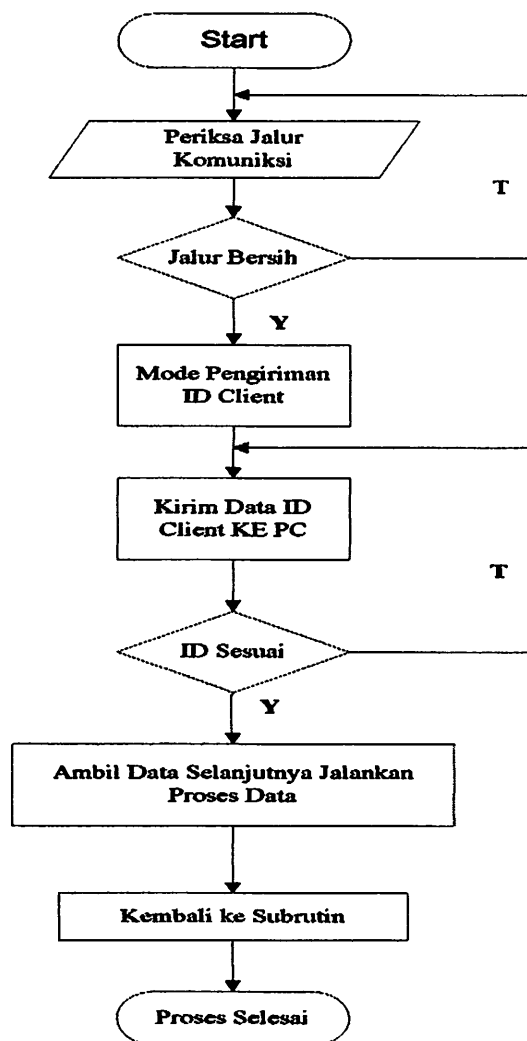 Start
Periksa Jalur
Komuniksi
T
Jalur Bersih
Y
Mode Pengiriman
ID Client
Kirim Data ID
Client KE PC
T
ID Sesuai
Y
Ambil Data Selanjutnya Jalankan
Proses Data
Kembali ke Subrutin
Proses Selesai